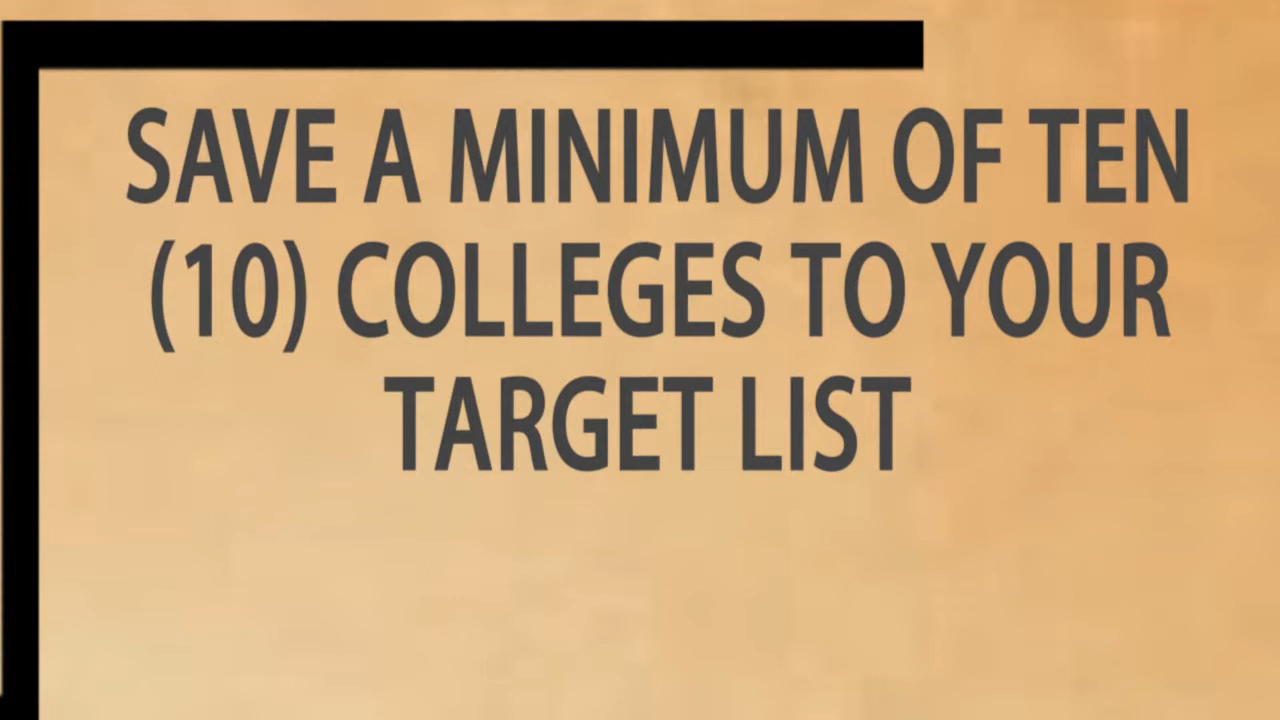 SAVE A MINIMUM OF TEN
(10) COLLEGES TO YOUR
TARGET LIST